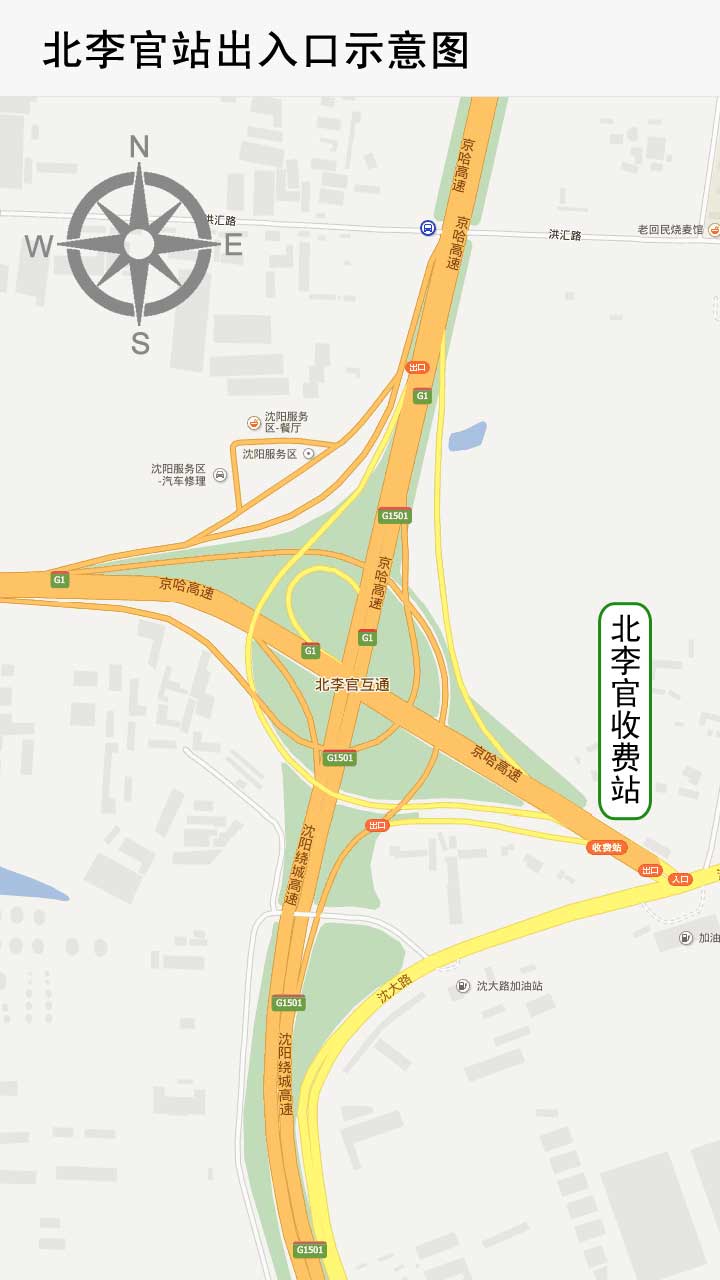 北李官站出入口示意图
N
W
E
S
洪汇路
京哈高速
京哈高速
洪汇路
老回民烧麦馆
出口
G1
沈阳服务
区-餐厅
沈阳服务区
沈阳服务区
-汽车修理
G1501
G1
京哈高速
京哈高速
G1
G1
北李官互通
北李官收费站
G1501
京哈高速
出口
沈阳绕城高速
收费站
出口
入口
加油
沈大路
沈大路加油站
G1501
沈阳绕城高速
G1501